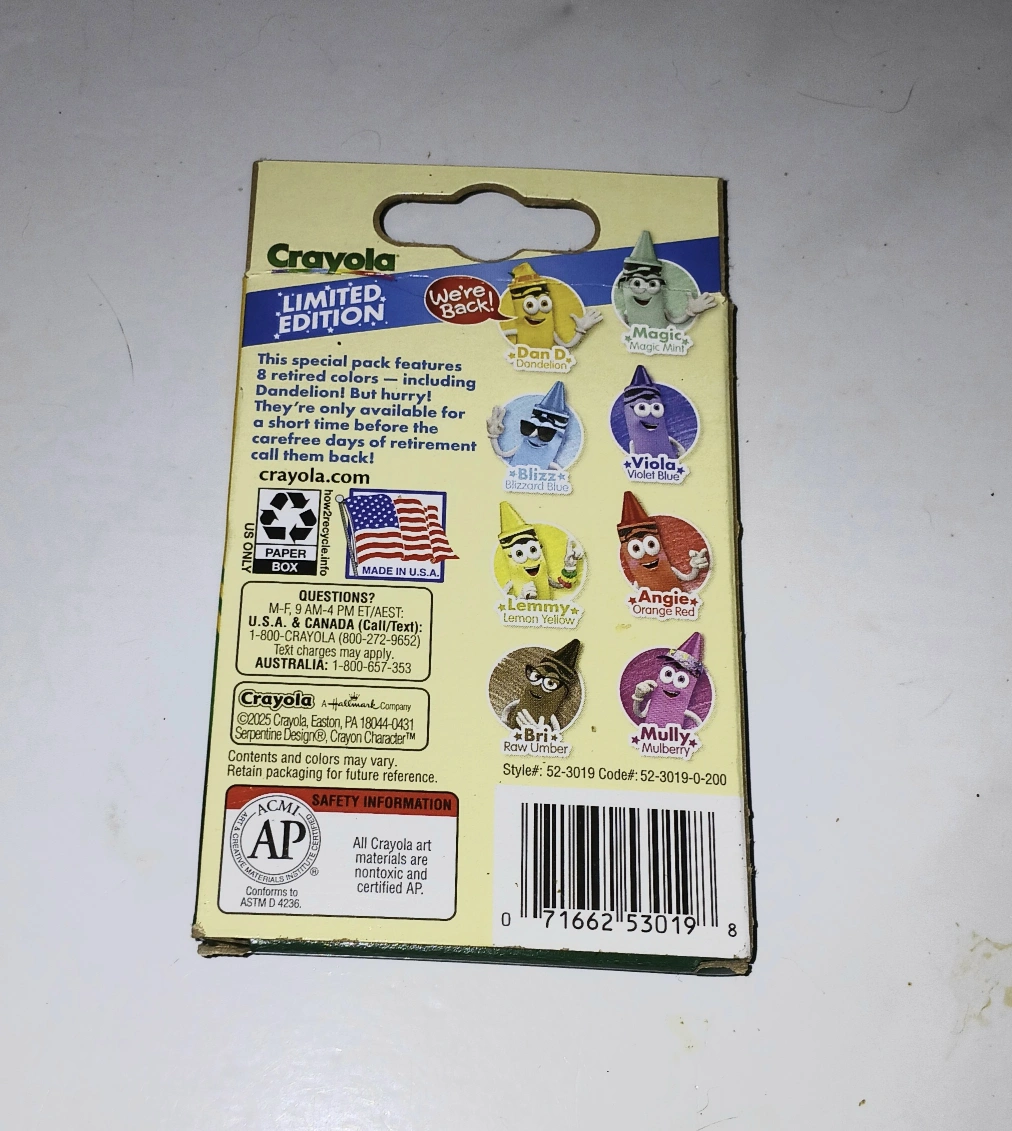 Crayola
LIMITED
EDITION
We're
Back!
This special pack features
8 retired colors — including
Dandelion! But hurry!
They're only available for
a short time before the
carefree days of retirement
call them back!
crayola.com
Dan D.
Dandelion
Magic
Magic Mint
Blizz
Blizzard Blue
Viola
Violet Blue
Lemmy
Lemon Yellow
Angie
Orange Red
Bri
Raw Umber
Mully
Mulberry
US ONLY
PAPER
BOX
how2recycle.info
MADE IN U.S.A.
QUESTIONS?
M-F, 9 AM-4 PM ET/AEST:
U.S.A. & CANADA (Call/Text):
1-800-CRAYOLA (800-272-9652)
Text charges may apply.
AUSTRALIA: 1-800-657-353
Crayola A Hallmark Company
©2025 Crayola, Easton, PA 18044-0431
Serpentine Design®, Crayon Character™
Contents and colors may vary.
Retain packaging for future reference.
SAFETY INFORMATION
ACMI
AP
ART & CREATIVE MATERIALS INSTITUTE CERTIFIED
®
Conforms to
ASTM D 4236.
All Crayola art
materials are
nontoxic and
certified AP.
Style#: 52-3019 Code#: 52-3019-0-200
0 71662 53019 8